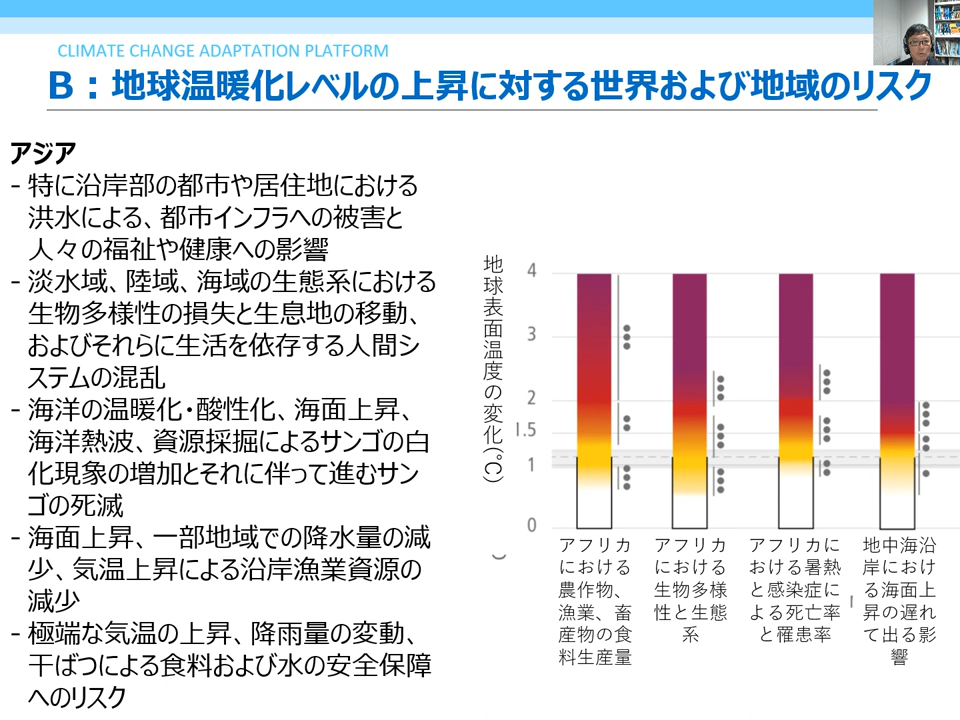 CLIMATE CHANGE ADAPTATION PLATFORM
B：地球温暖化レベルの上昇に対する世界および地域のリスク
アジア
- 特に沿岸部の都市や居住地における
洪水による、都市インフラへの被害と
人々の福祉や健康への影響
- 淡水域、陸域、海域の生態系における
生物多様性の損失と生息地の移動、
およびそれらに生活を依存する人間シ
ステムの混乱
- 海洋の温暖化・酸性化、海面上昇、
海洋熱波、資源採掘によるサンゴの白
化現象の増加とそれに伴って進むサン
ゴの死滅
- 海面上昇、一部地域での降水量の減
少、気温上昇による沿岸漁業資源の
減少
- 極端な気温の上昇、降雨量の変動、
干ばつによる食料および水の安全保障
へのリスク
地球表面温度の変化(℃)
4
3
2
1.5
1
0
アフリカ
における
農作物、
漁業、畜
産物の食
料生産量
アフリカ
における
生物多様
性と生態
系
アフリカに
おける暑熱
と感染症に
よる死亡率
と罹患率
地中海沿
岸におけ
る海面上
昇の遅れ
て出る影
響